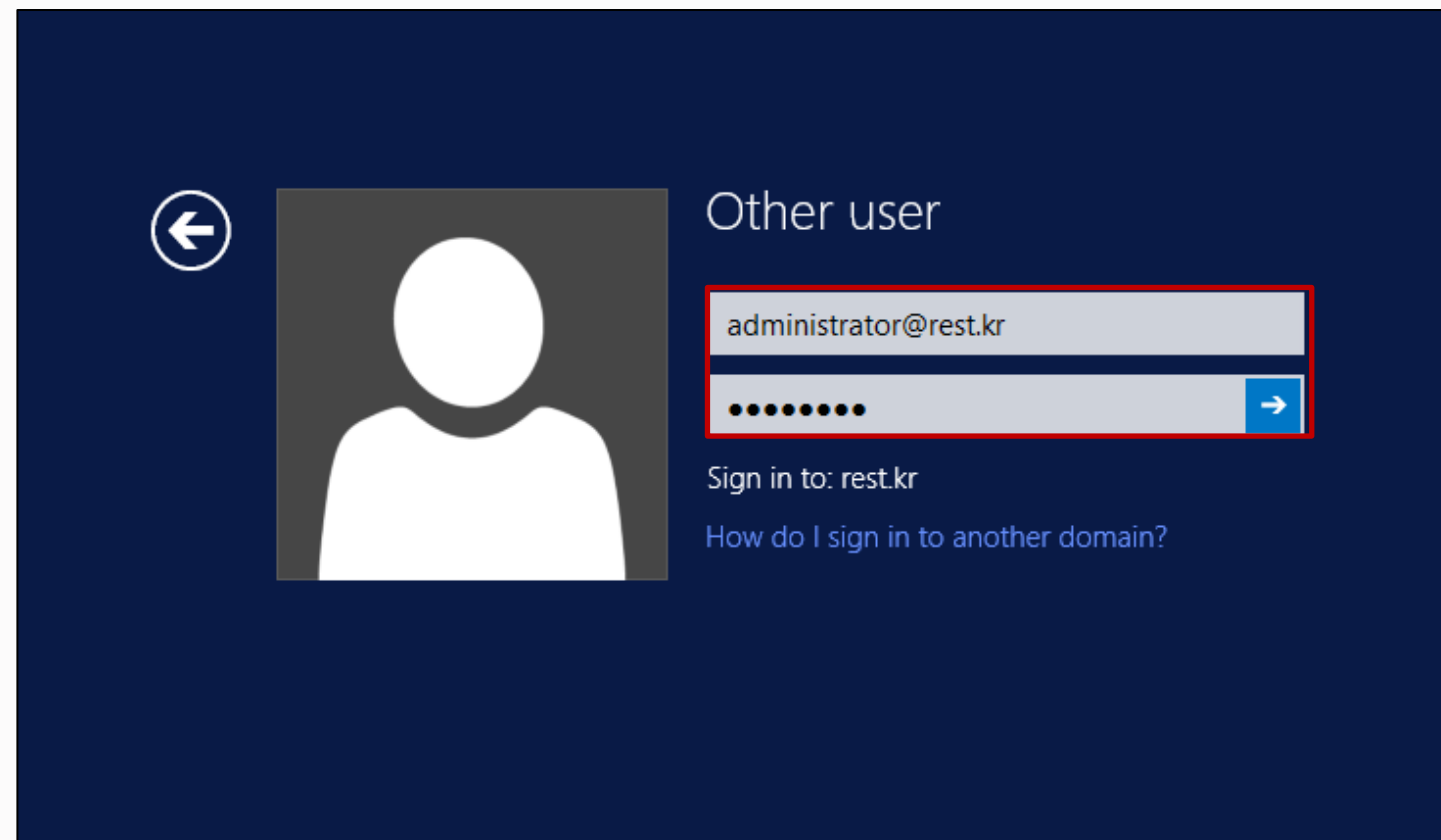 Other user
administrator@rest.kr
●●●●●●●●
Sign in to: rest.kr
How do I sign in to another domain?